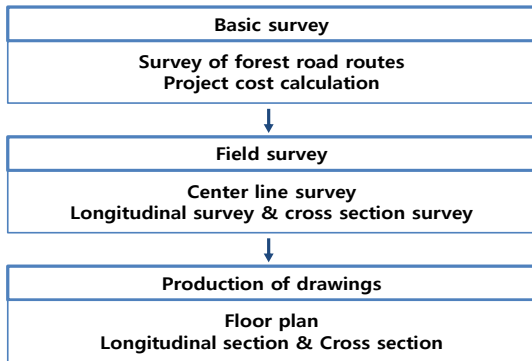 Basic survey
Survey of forest road routes
Project cost calculation
Field survey
Center line survey
Longitudinal survey & cross section survey
Production of drawings
Floor plan
Longitudinal section & Cross section